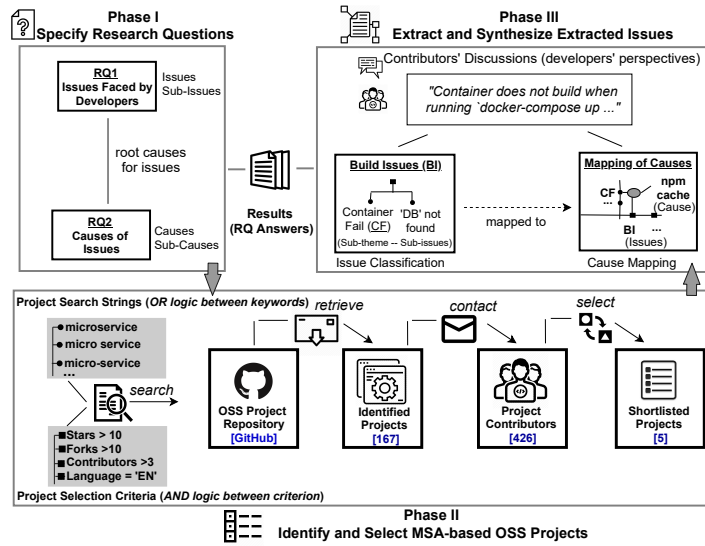 Phase I
Specify Research Questions
RQ1
Issues Faced by
Developers
Issues
Sub-Issues
root causes
for issues
RQ2
Causes of
Issues
Causes
Sub-Causes
Results
(RQ Answers)
Phase III
Extract and Synthesize Extracted Issues
Contributors' Discussions (developers' perspectives)
"Container does not build when
running `docker-compose up ..."
Build Issues (BI)
Container
Fail (CF)
'DB' not
found
(Sub-theme -- Sub-issues)
Issue Classification
mapped to
Mapping of Causes
CF
...
npm
cache
(Cause)
BI
...
(Issues)
Cause Mapping
Project Search Strings (OR logic between keywords)
microservice
micro service
micro-service
...
search
Stars > 10
Forks >10
Contributors >3
Language = 'EN'
Project Selection Criteria (AND logic between criterion)
retrieve
contact
select
OSS Project
Repository
[GitHub]
Identified
Projects
[167]
Project
Contributors
[426]
Shortlisted
Projects
[5]
Phase II
Identify and Select MSA-based OSS Projects